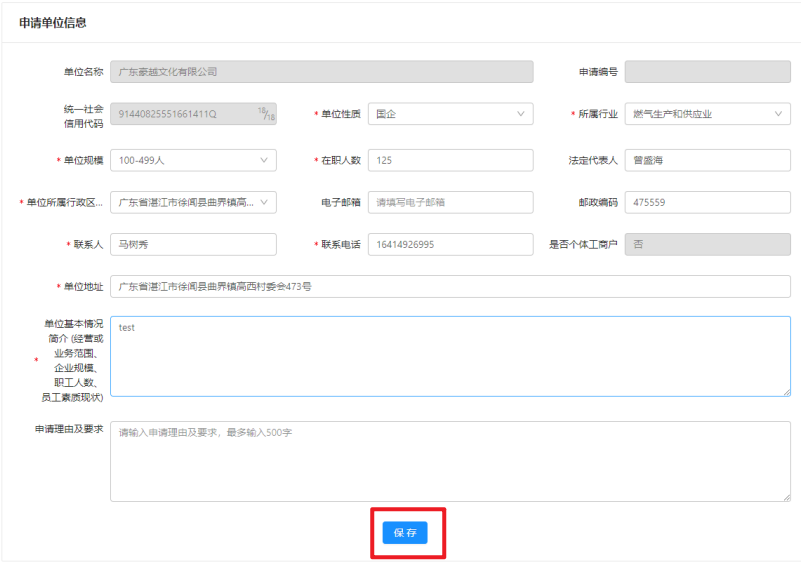 申请单位信息
单位名称 广东豪越文化有限公司 申请编号
统一社会信用代码 91440825551661411Q 18/18 * 单位性质 国企 * 所属行业 燃气生产和供应业
* 单位规模 100-499人 * 在职人数 125 法定代表人 曾盛海
* 单位所属行政区... 广东省湛江市徐闻县曲界镇高... 电子邮箱 请填写电子邮箱 邮政编码 475559
* 联系人 马树秀 * 联系电话 16414926995 是否个体工商户 否
* 单位地址 广东省湛江市徐闻县曲界镇高西村委会473号
* 单位基本情况
简介 (经营或
业务范围、
企业规模、
职工人数、
员工素质现状)
test
申请理由及要求 请输入申请理由及要求，最多输入500字
保存